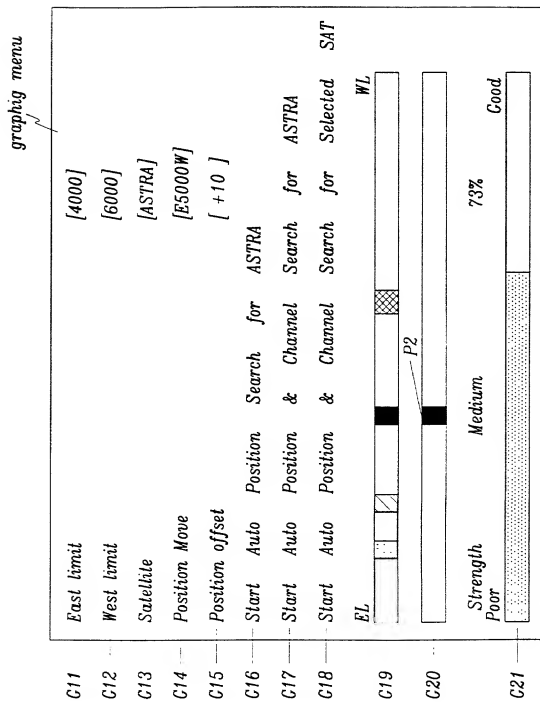 graphig menu
C11 East limit [4000]
C12 West limit [6000]
C13 Satellite [ASTRA]
C14 Position Move [E5000W]
C15 Position offset [ +10 ]
C16 Start Auto Position Search for ASTRA
C17 Start Auto Position & Channel Search for ASTRA
C18 Start Auto Position & Channel Search for Selected SAT
EL WL
C19
P2
C20
Strength
Poor Medium 73% Good
C21